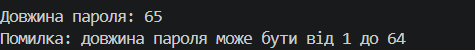 Довжина пароля: 65
Помилка: довжина пароля може бути від 1 до 64